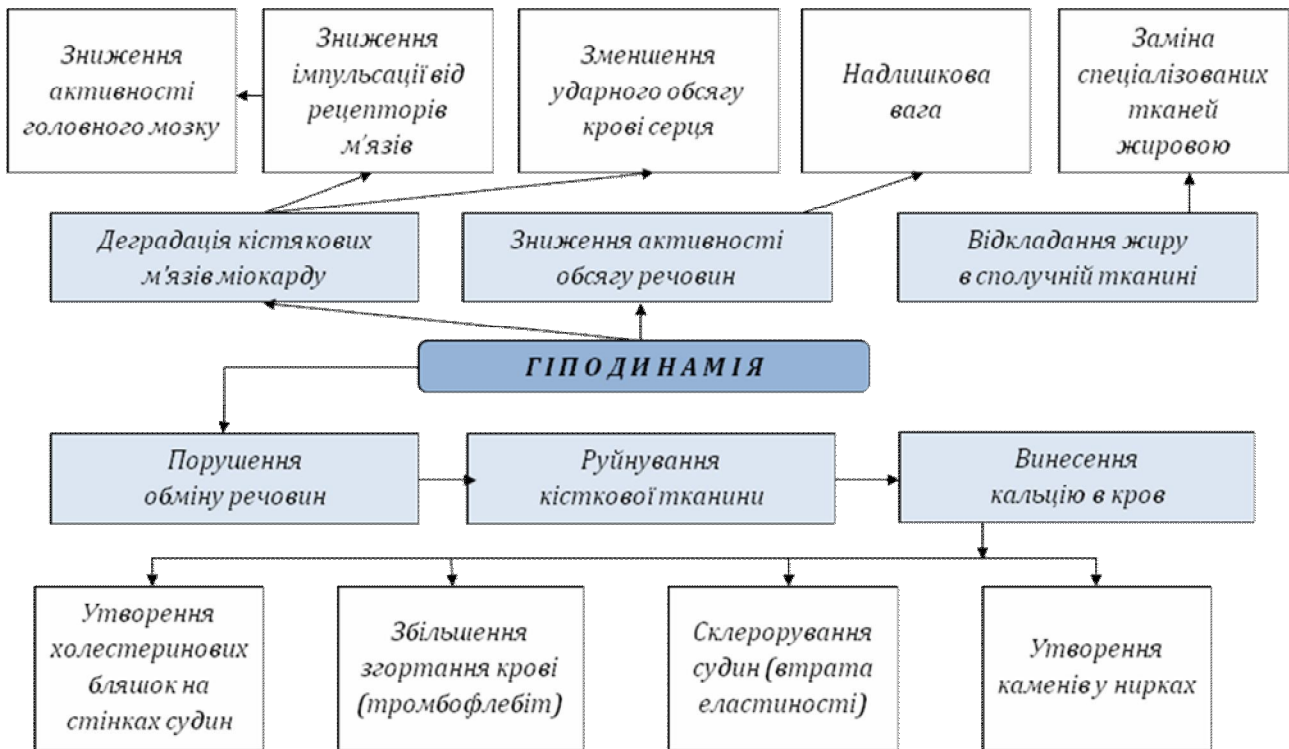 Зниження
активності
головного мозку
Зниження
імпульсації від
рецепторів
м'язів
Зменшення
ударного обсягу
крові серця
Надлишкова
вага
Заміна
спеціалізованих
тканей
жировою
Деградація кістякових
м'язів міокарду
Зниження активності
обсягу речовин
Відкладання жиру
в сполучній тканині
ГІПОДИНАМІЯ
Порушення
обміну речовин
Руйнування
кісткової тканини
Винесення
кальцію в кров
Утворення
холестеринових
бляшок на
стінках судин
Збільшення
згортання крові
(тромбофлебіт)
Склерорування
судин (втрата
еластиності)
Утворення
каменів у нирках